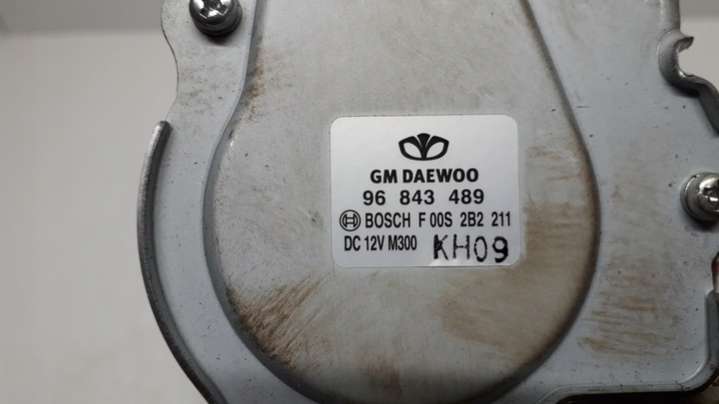 GM DAEWOO
96 843 489
BOSCH F 00S 2B2 211
DC 12V M300 KH09